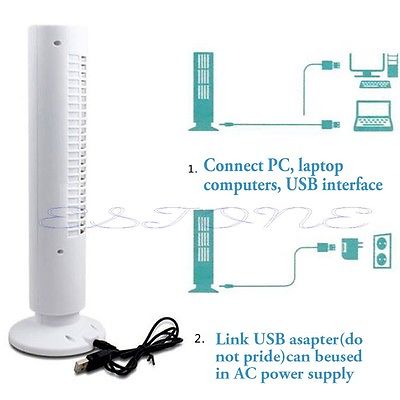 1. Connect PC, laptop
computers, USB interface
ESTONE
2. Link USB asapter(do
not pride)can beused
in AC power supply